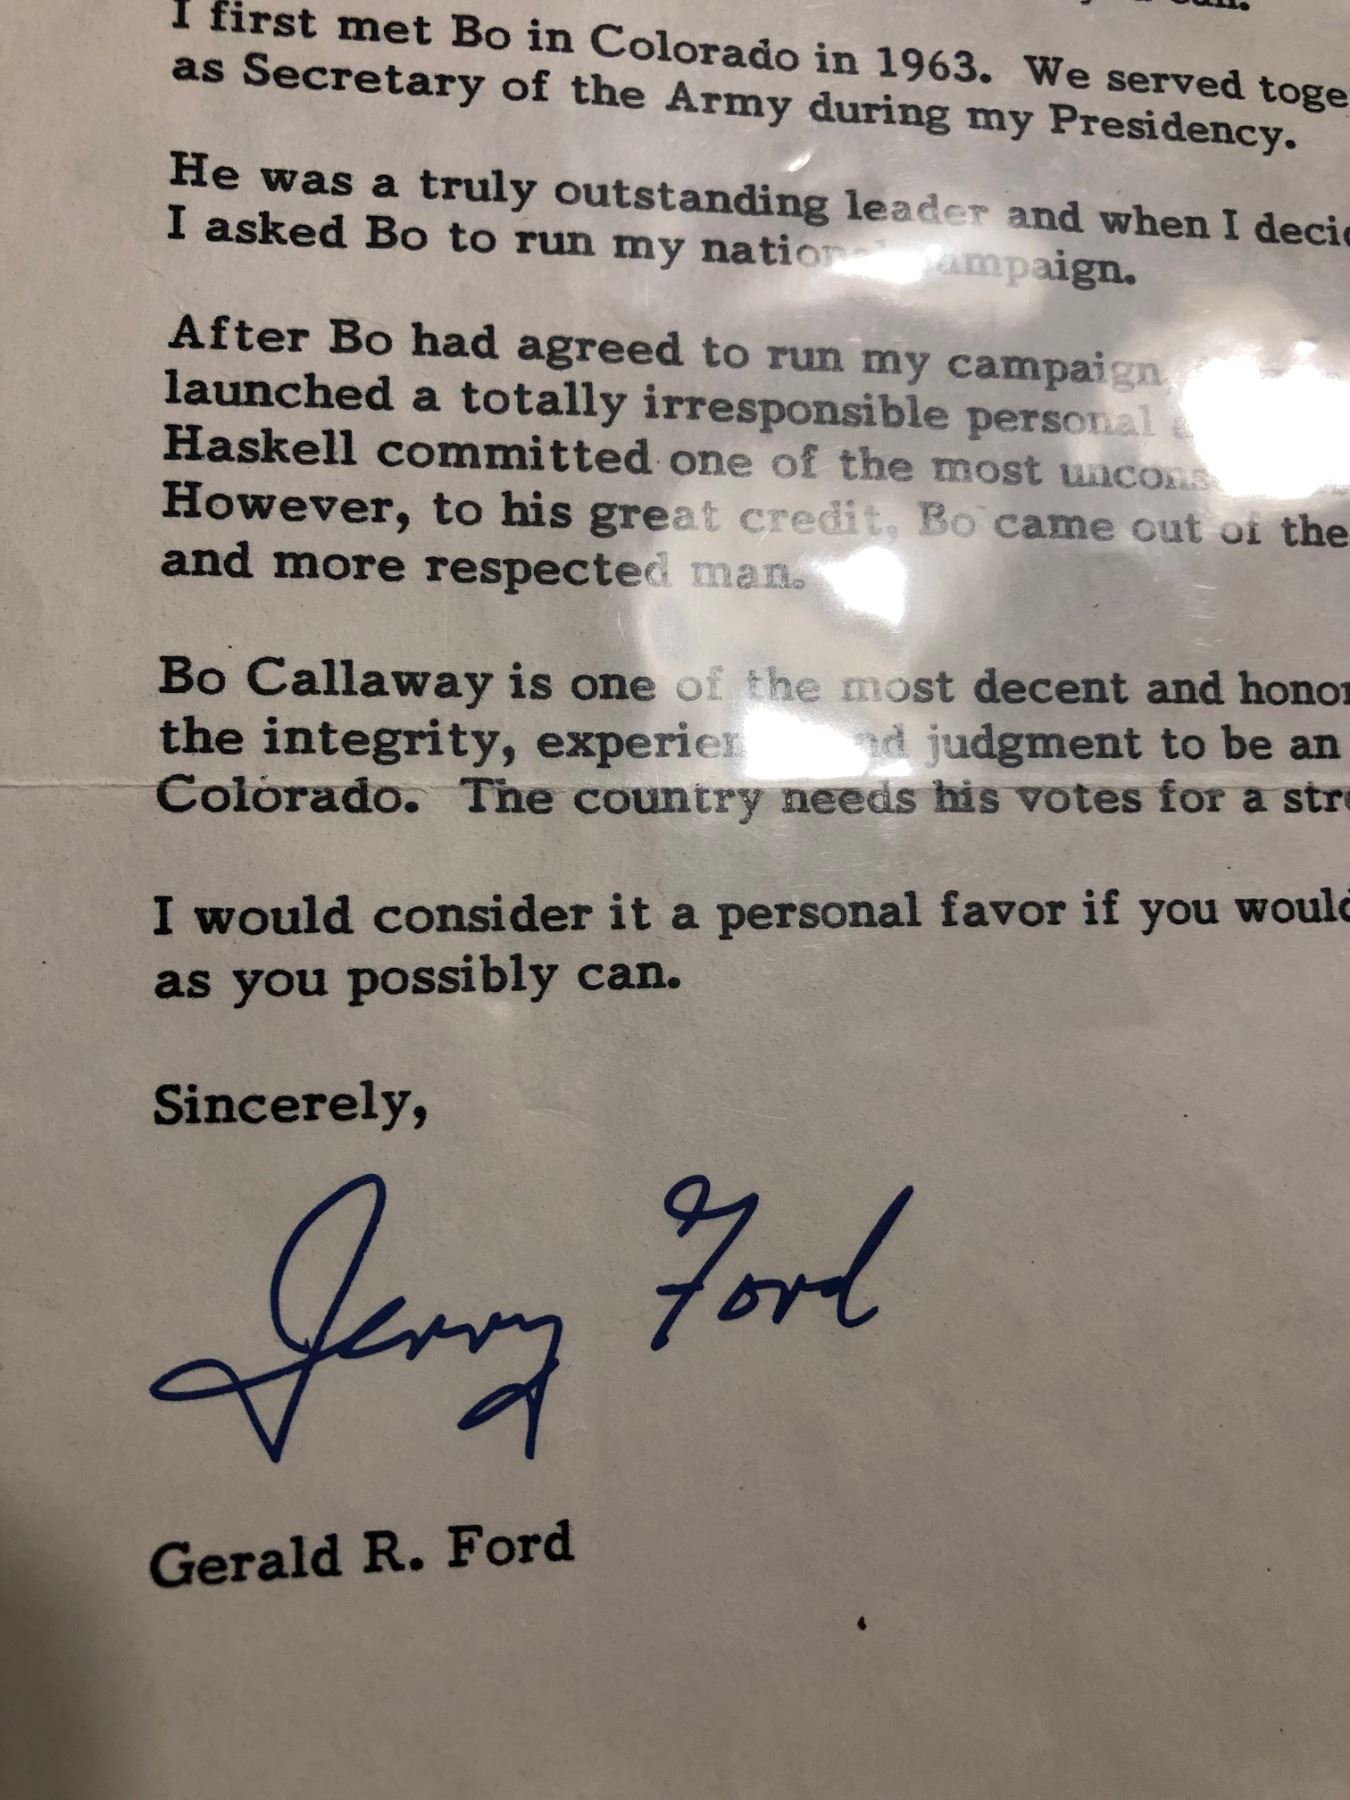 I first met Bo in Colorado in 1963. We served toge
as Secretary of the Army during my Presidency.
He was a truly outstanding leader and when I deci
I asked Bo to run my national campaign.
After Bo had agreed to run my campaign
launched a totally irresponsible personal
Haskell committed one of the most uncons
However, to his great credit, Bo came out of the
and more respected man.
Bo Callaway is one of the most decent and honor
the integrity, experience and judgment to be an
Colorado. The country needs his votes for a str
I would consider it a personal favor if you would
as you possibly can.
Sincerely,
Jerry Ford
Gerald R. Ford